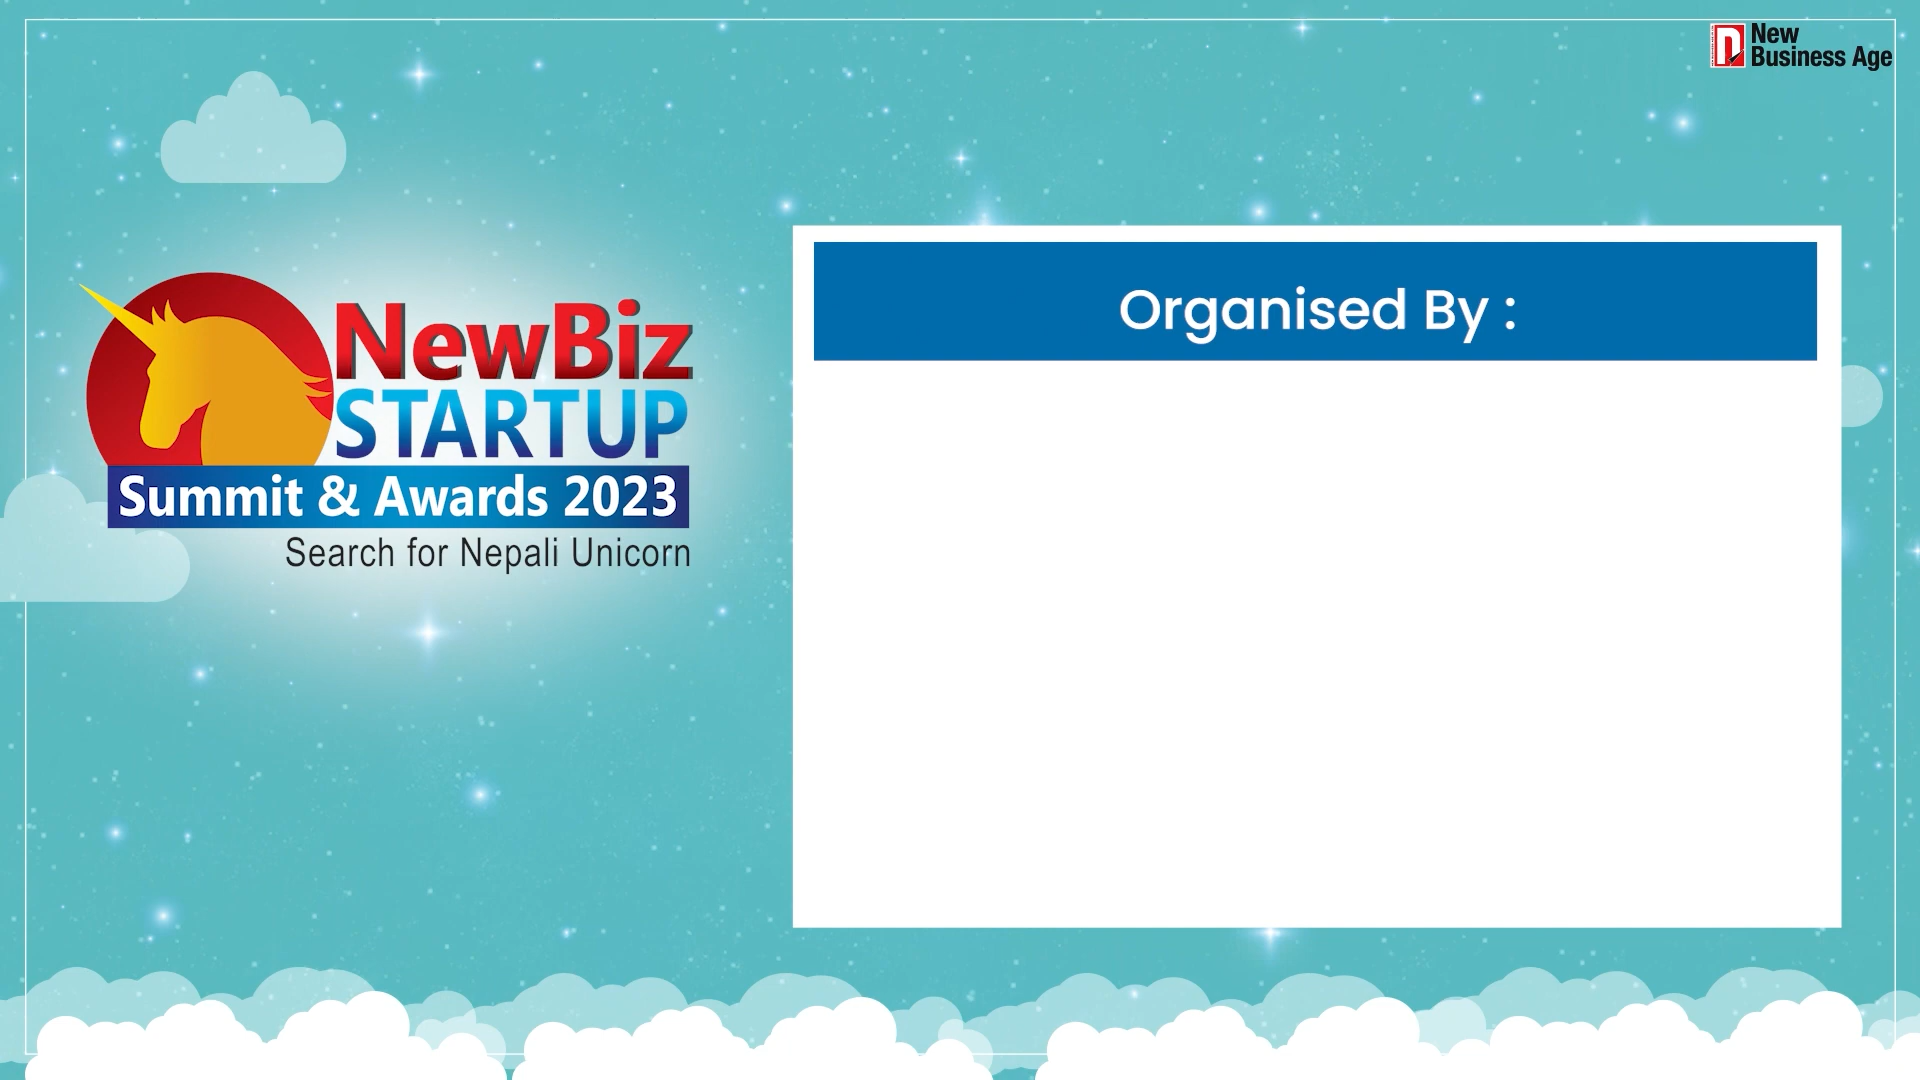 New
Business Age
NewBiz
STARTUP
Summit & Awards 2023
Search for Nepali Unicorn
Organised By :